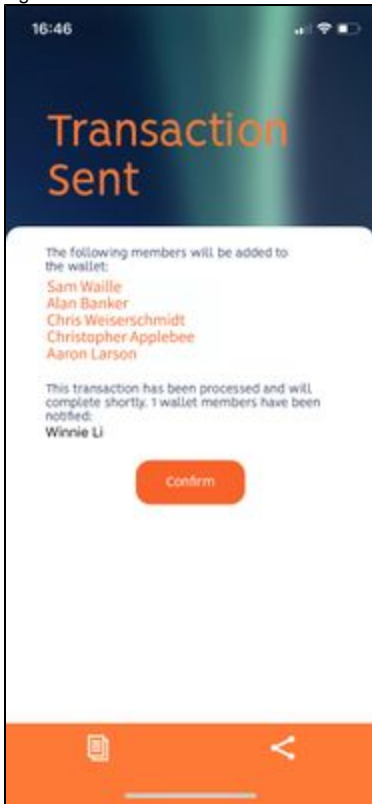 16:46
Transaction
Sent
The following members will be added to
the wallet:
Sam Waille
Alan Banker
Chris Weiserschmidt
Christopher Applebee
Aaron Larson
This transaction has been processed and will
complete shortly. 1 wallet members have been
notified:
Winnie Li
Confirm